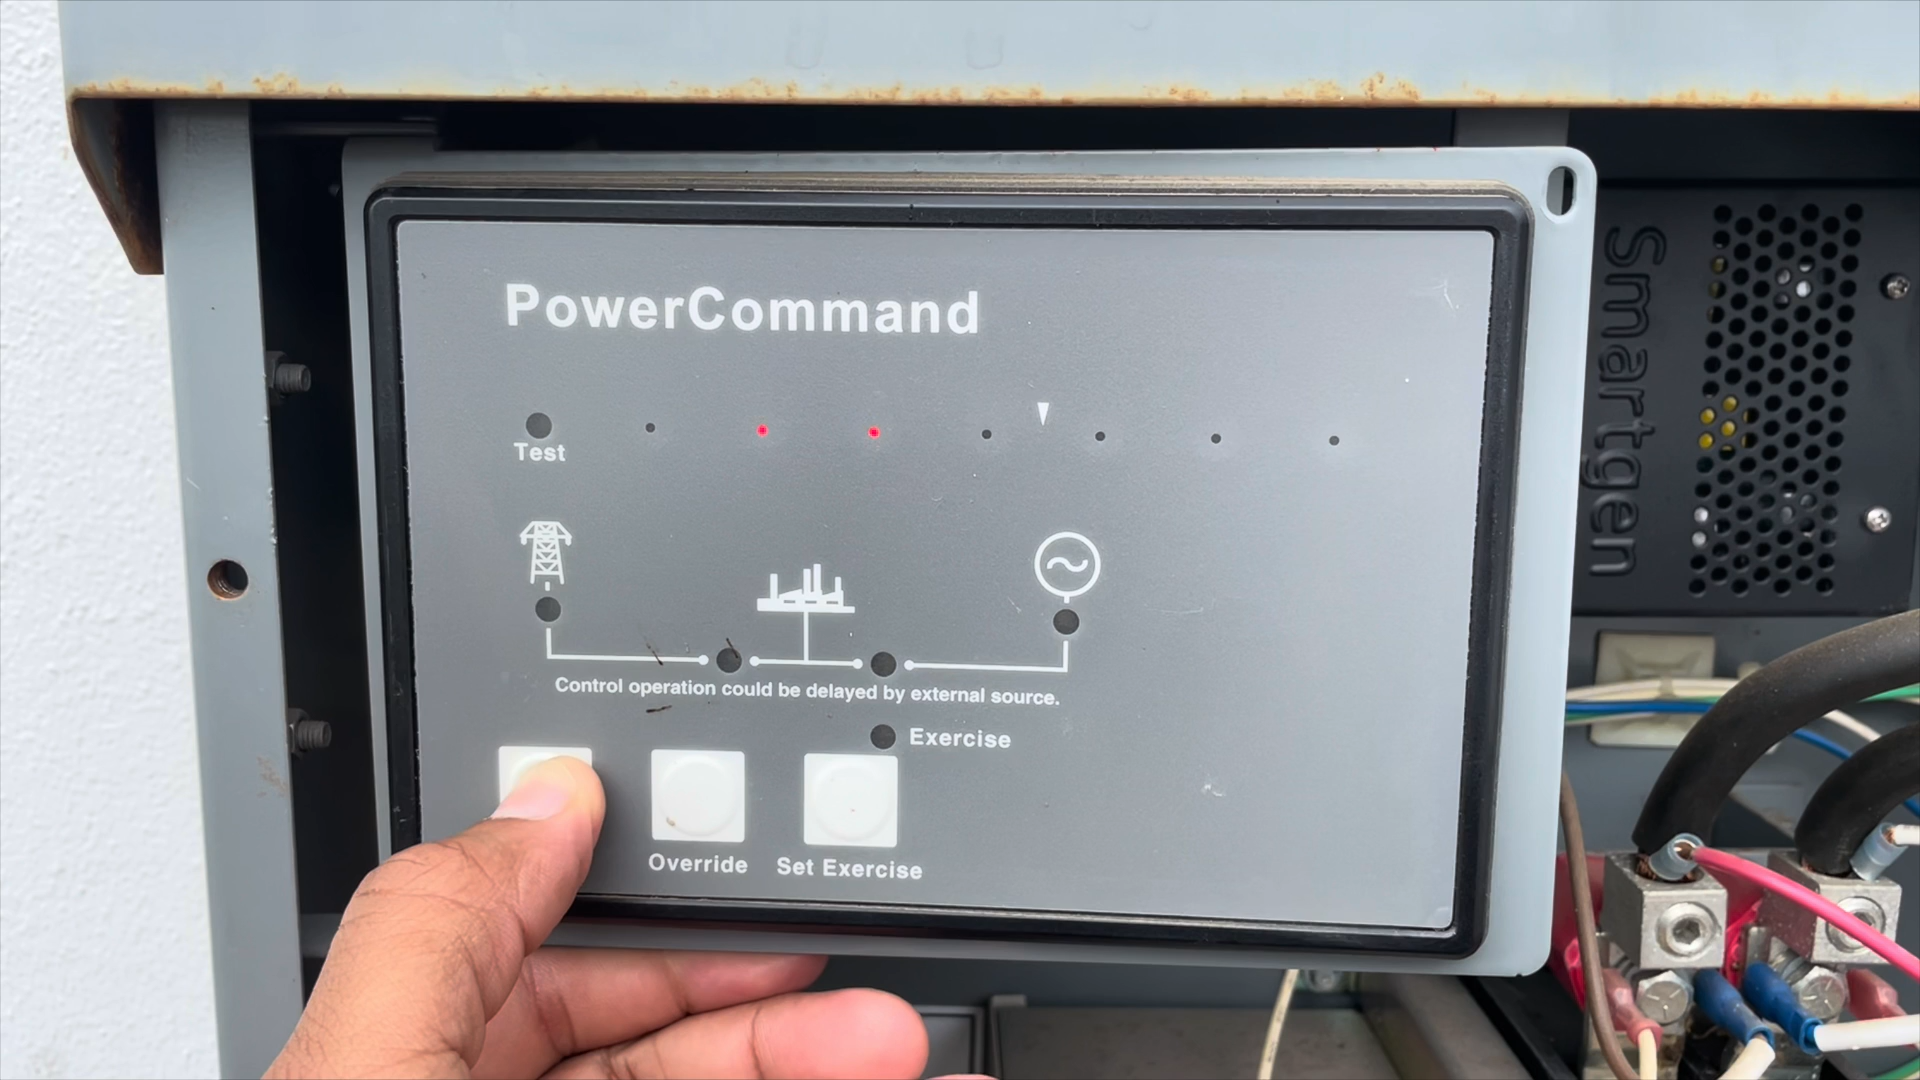 PowerCommand
Test
Control operation could be delayed by external source.
Exercise
Override
Set Exercise
Smartgen